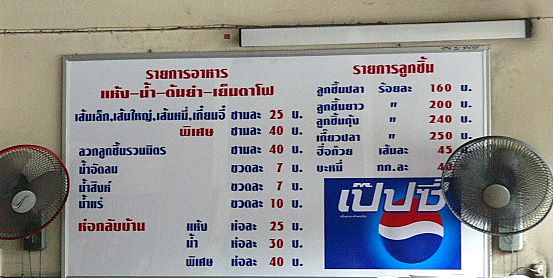 รายการอาหาร
แห้ง-น้ำ-ต้มยำ-เย็นตาโฟ
เส้นเล็ก,เส้นใหญ่,เส้นหมี่,เกี้ยมอี๋ ชามละ 25 บ.
พิเศษ ชามละ 40 บ.
ลวกลูกชิ้นรวมมิตร ชามละ 40 บ.
น้ำอัดลม ขวดละ 7 บ.
น้ำสิงห์ ขวดละ 7 บ.
น้ำแร่ ขวดละ 10 บ.
ห่อกลับบ้าน แห้ง ห่อละ 25 บ.
น้ำ ห่อละ 30 บ.
พิเศษ ห่อละ 40 บ.
รายการลูกชิ้น
ลูกชิ้นปลา ร้อยละ 160 บ.
ลูกชิ้นยาว " 200 บ.
ลูกชิ้นกุ้ง " 240 บ.
เกี๊ยวปลา " 250 บ.
ฮื่อก๊วย เส้นละ 45
บะหมี่ กก.ละ
เป๊ปซี่